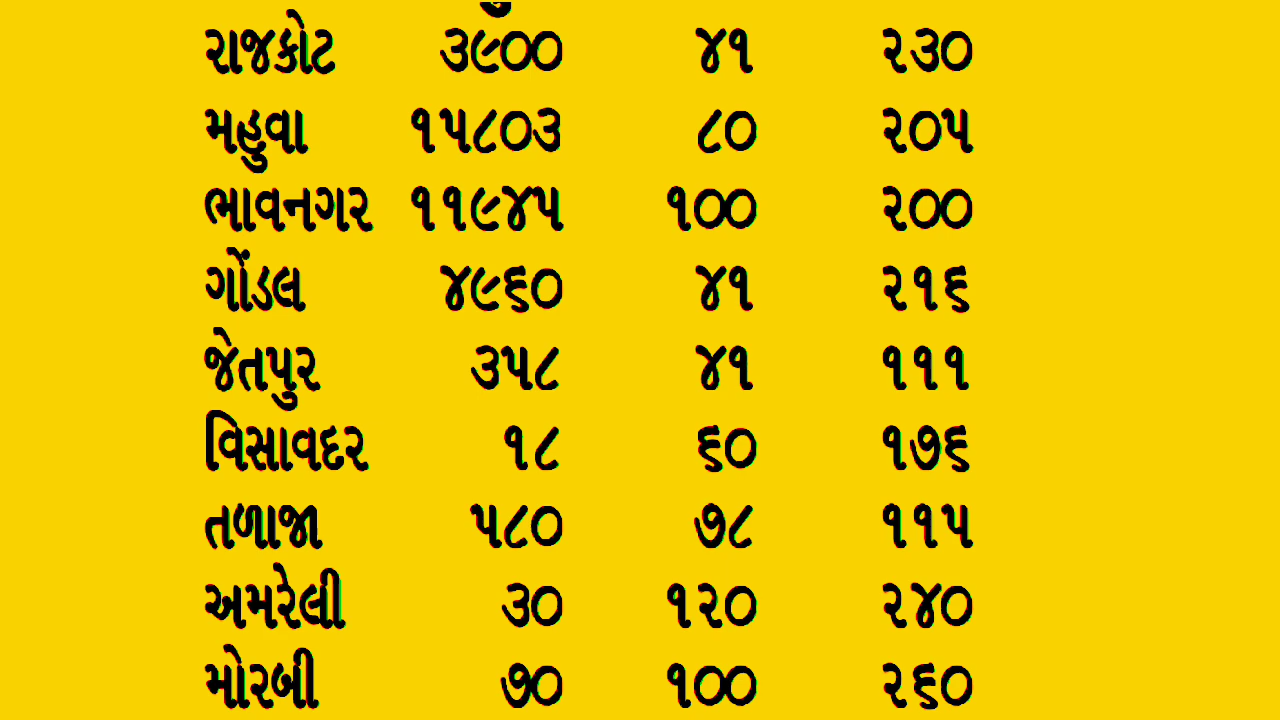 રાજકોટ ૩૯૦૦ ૪૧ ૨૩૦
મહુવા ૧૫૮૦૩ ૮૦ ૨૦૫
ભાવનગર ૧૧૯૪૫ ૧૦૦ ૨૦૦
ગોંડલ ૪૯૬૦ ૪૧ ૨૧૬
જેતપુર ૩૫૮ ૪૧ ૧૧૧
વિસાવદર ૧૮ ૬૦ ૧૭૬
તળાજા ૫૮૦ ૭૮ ૧૧૫
અમરેલી ૩૦ ૧૨૦ ૨૪૦
મોરબી ૭૦ ૧૦૦ ૨૬૦